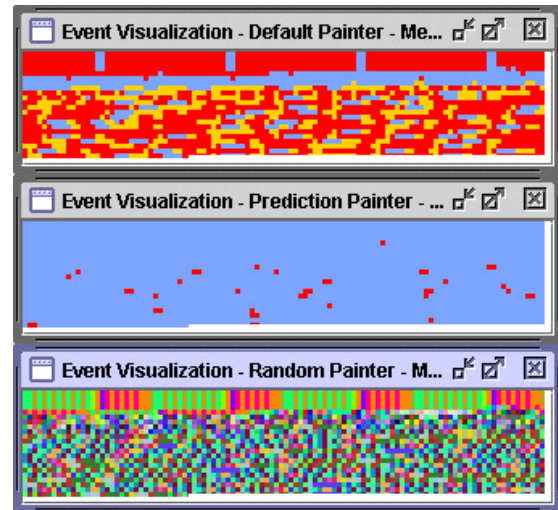 Event Visualization - Default Painter - Me...
Event Visualization - Prediction Painter - ...
Event Visualization - Random Painter - M...